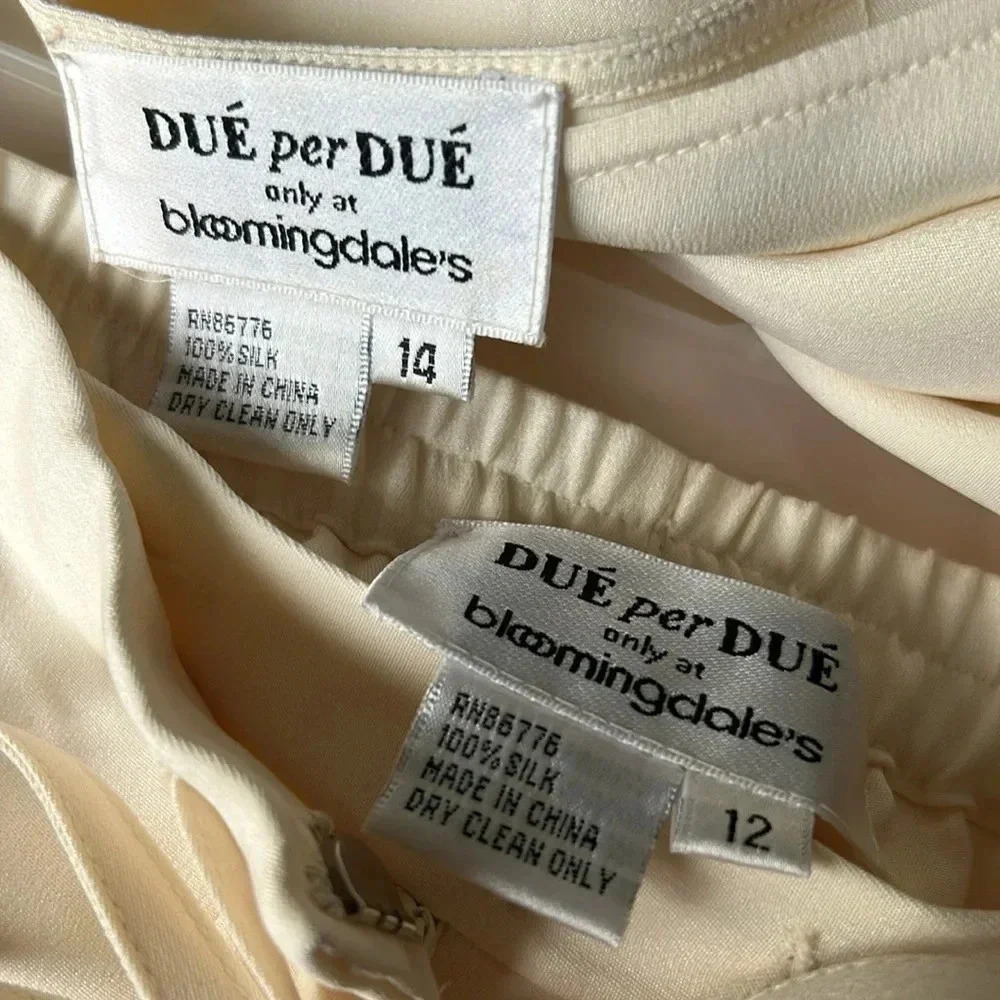 DUÉ per DUÉ
only at
bloomingdale's
RN86776
100% SILK
MADE IN CHINA
DRY CLEAN ONLY
14
DUÉ per DUÉ
only at
bloomingdale's
RN86776
100% SILK
MADE IN CHINA
DRY CLEAN ONLY
12